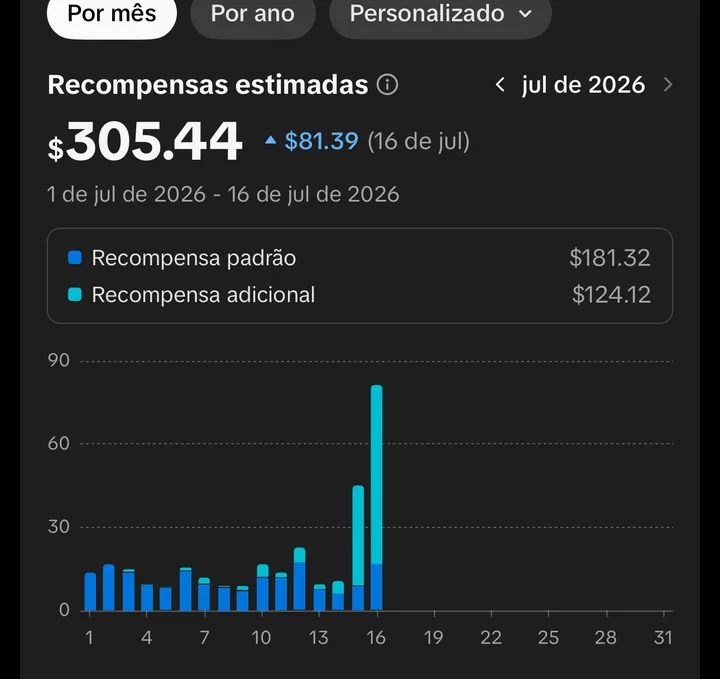 Por mês Por ano Personalizado
Recompensas estimadas jul de 2026
$305.44 $81.39 (16 de jul)
1 de jul de 2026 - 16 de jul de 2026
Recompensa padrão $181.32
Recompensa adicional $124.12
90
60
30
0
1 4 7 10 13 16 19 22 25 28 31